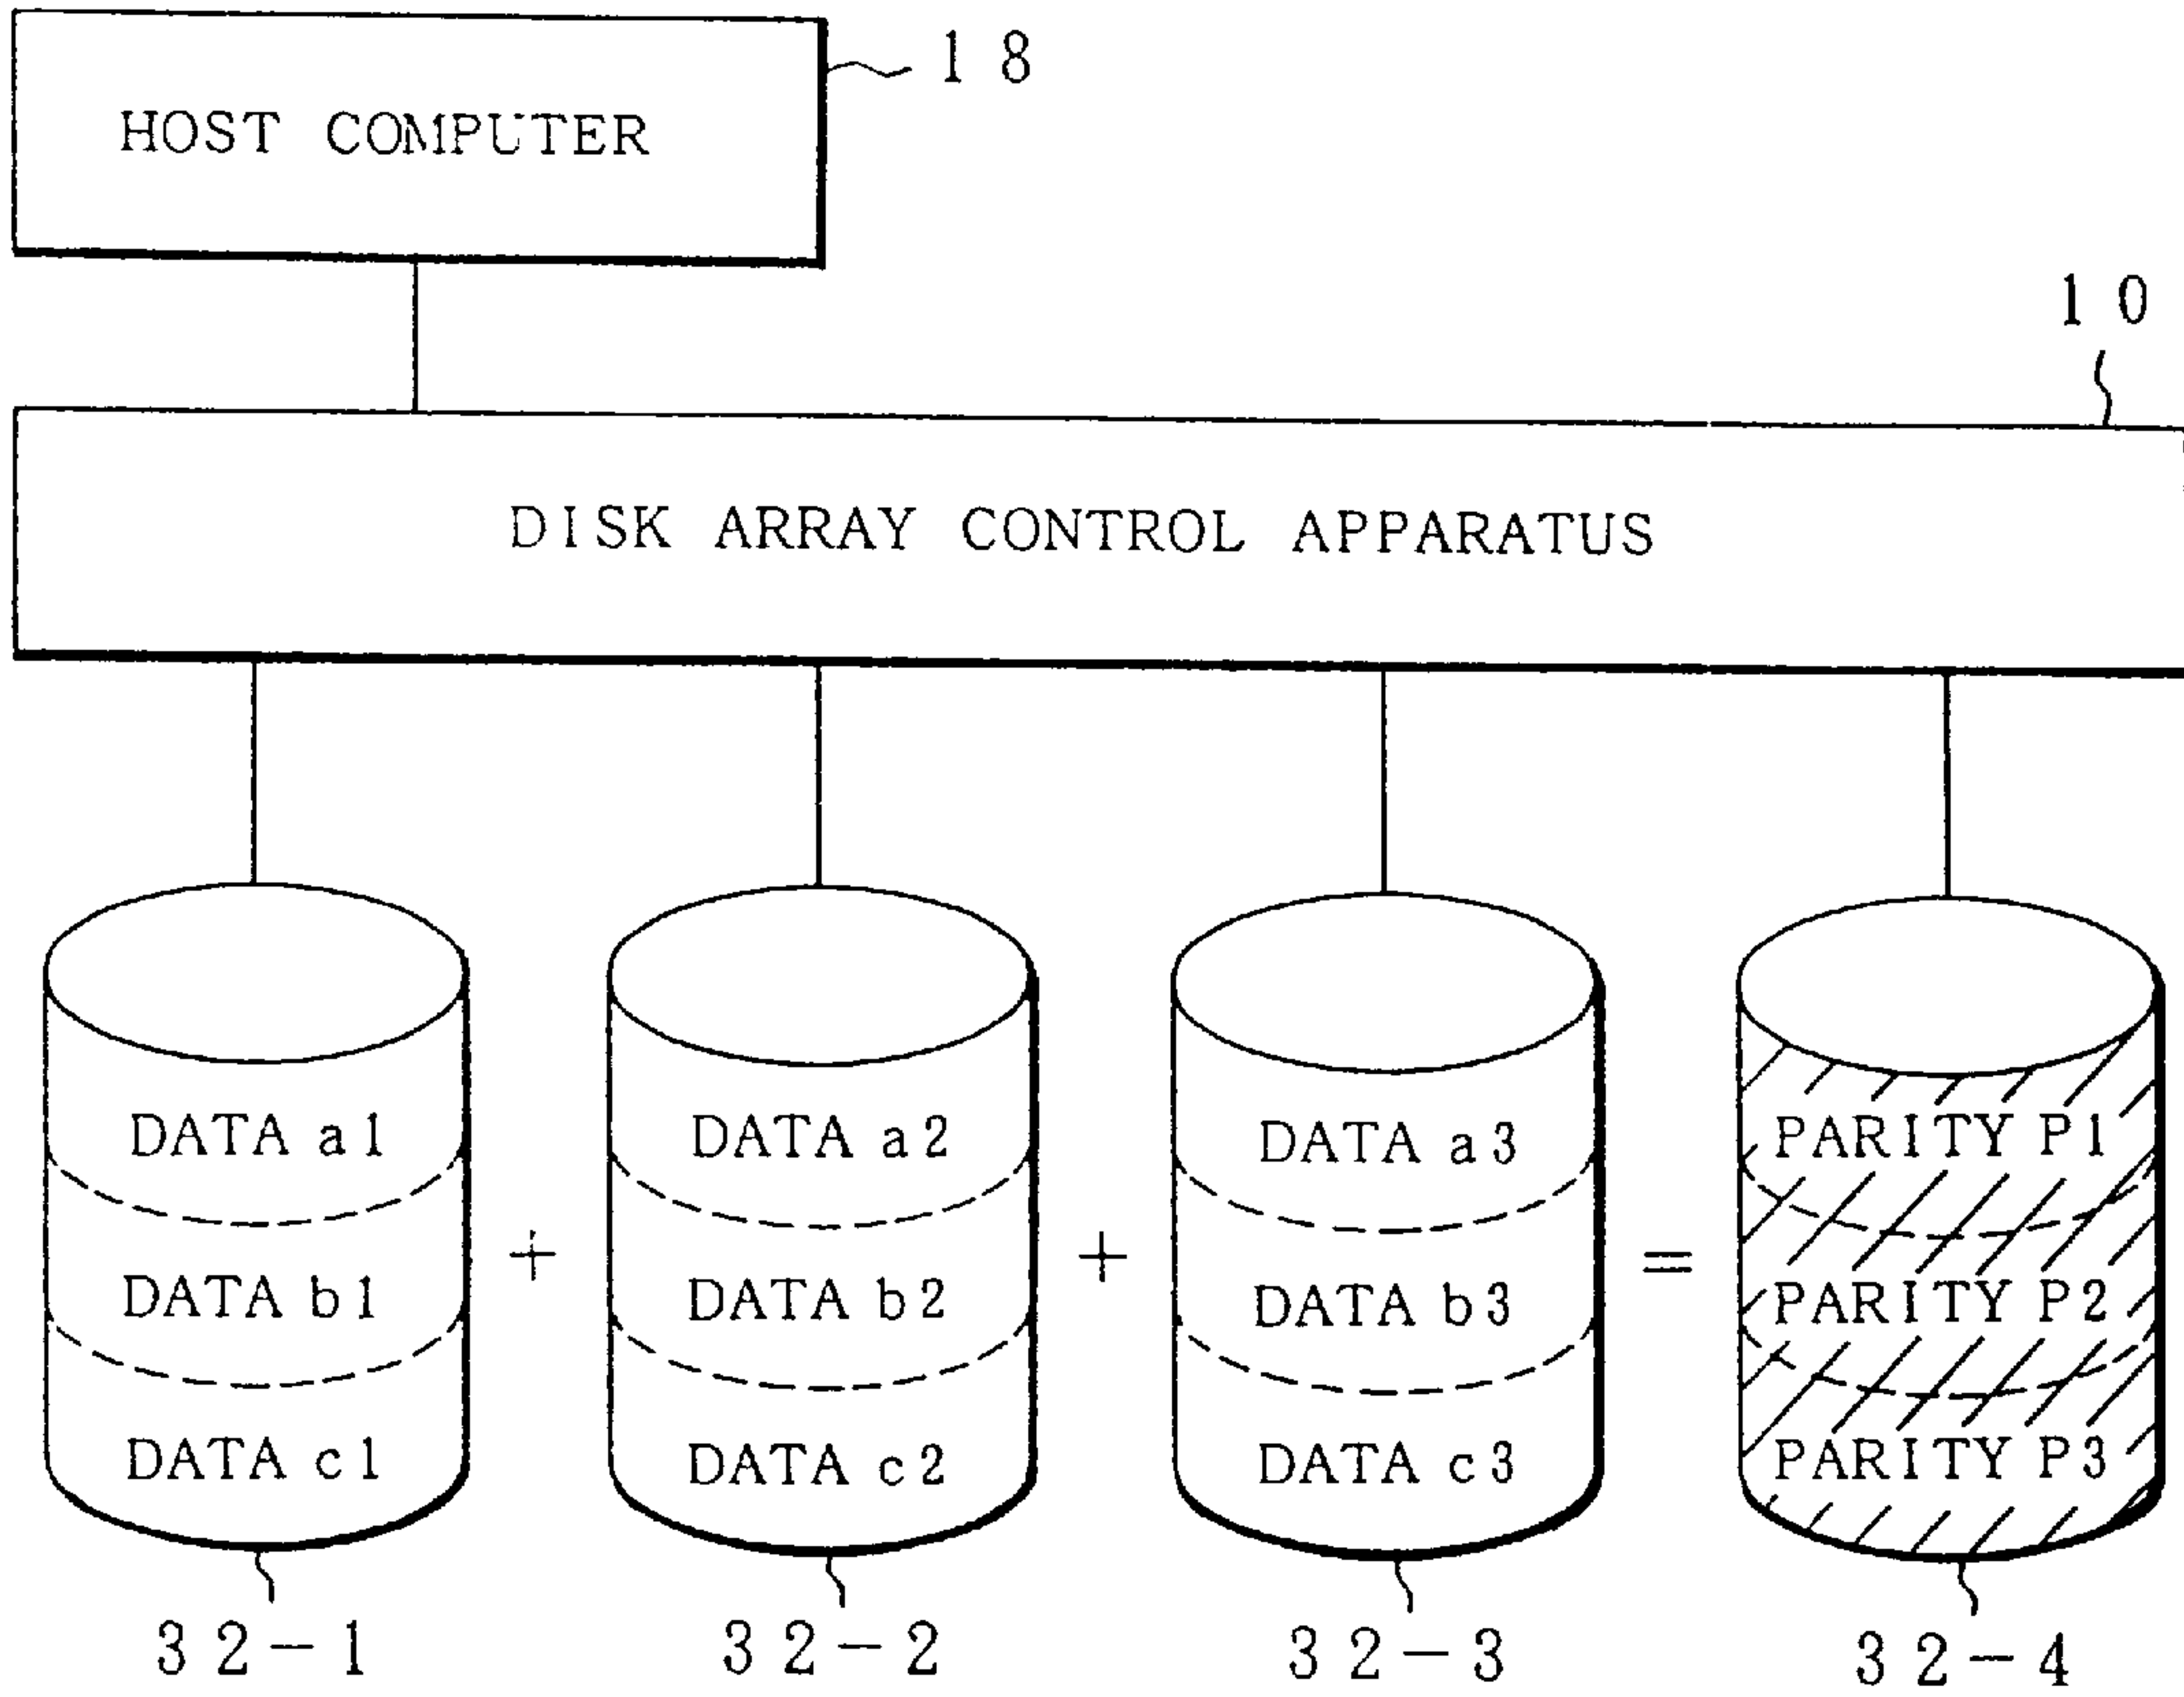 HOST COMPUTER
18
10
DISK ARRAY CONTROL APPARATUS
DATA a1
DATA a2
DATA a3
PARITY P1
+
+
=
DATA b1
DATA b2
DATA b3
PARITY P2
DATA c1
DATA c2
DATA c3
PARITY P3
32-1
32-2
32-3
32-4